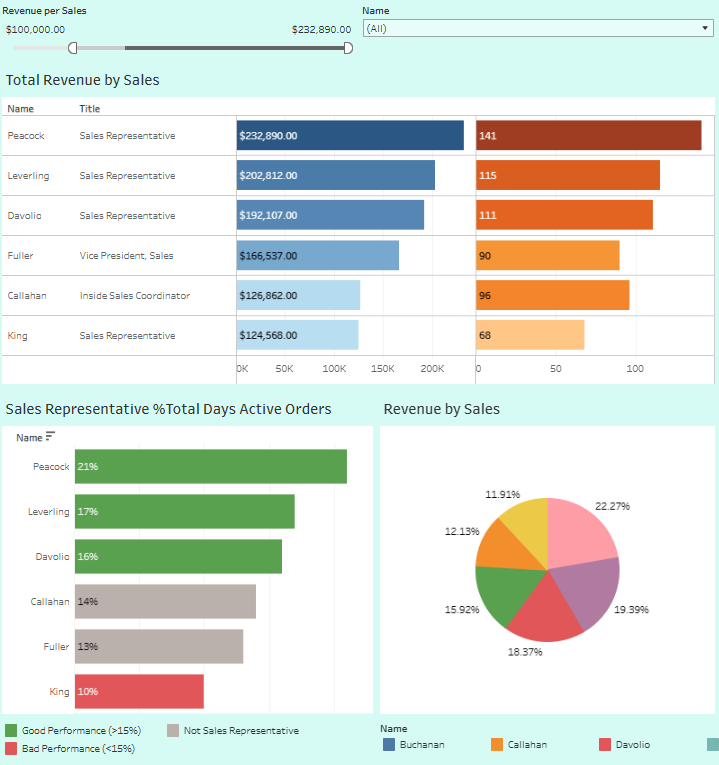 Revenue per Sales
Name
$100,000.00 $232,890.00
(All)
Total Revenue by Sales
Name Title
Peacock Sales Representative $232,890.00 141
Leverling Sales Representative $202,812.00 115
Davolio Sales Representative $192,107.00 111
Fuller Vice President, Sales $166,537.00 90
Callahan Inside Sales Coordinator $126,862.00 96
King Sales Representative $124,568.00 68
0K 50K 100K 150K 200K 0 50 100
Sales Representative %Total Days Active Orders
Name
Peacock 21%
Leverling 17%
Davolio 16%
Callahan 14%
Fuller 13%
King 10%
Good Performance (>15%) Not Sales Representative
Bad Performance (<15%)
Revenue by Sales
11.91%
22.27%
12.13%
15.92%
19.39%
18.37%
Name
Buchanan Callahan Davolio